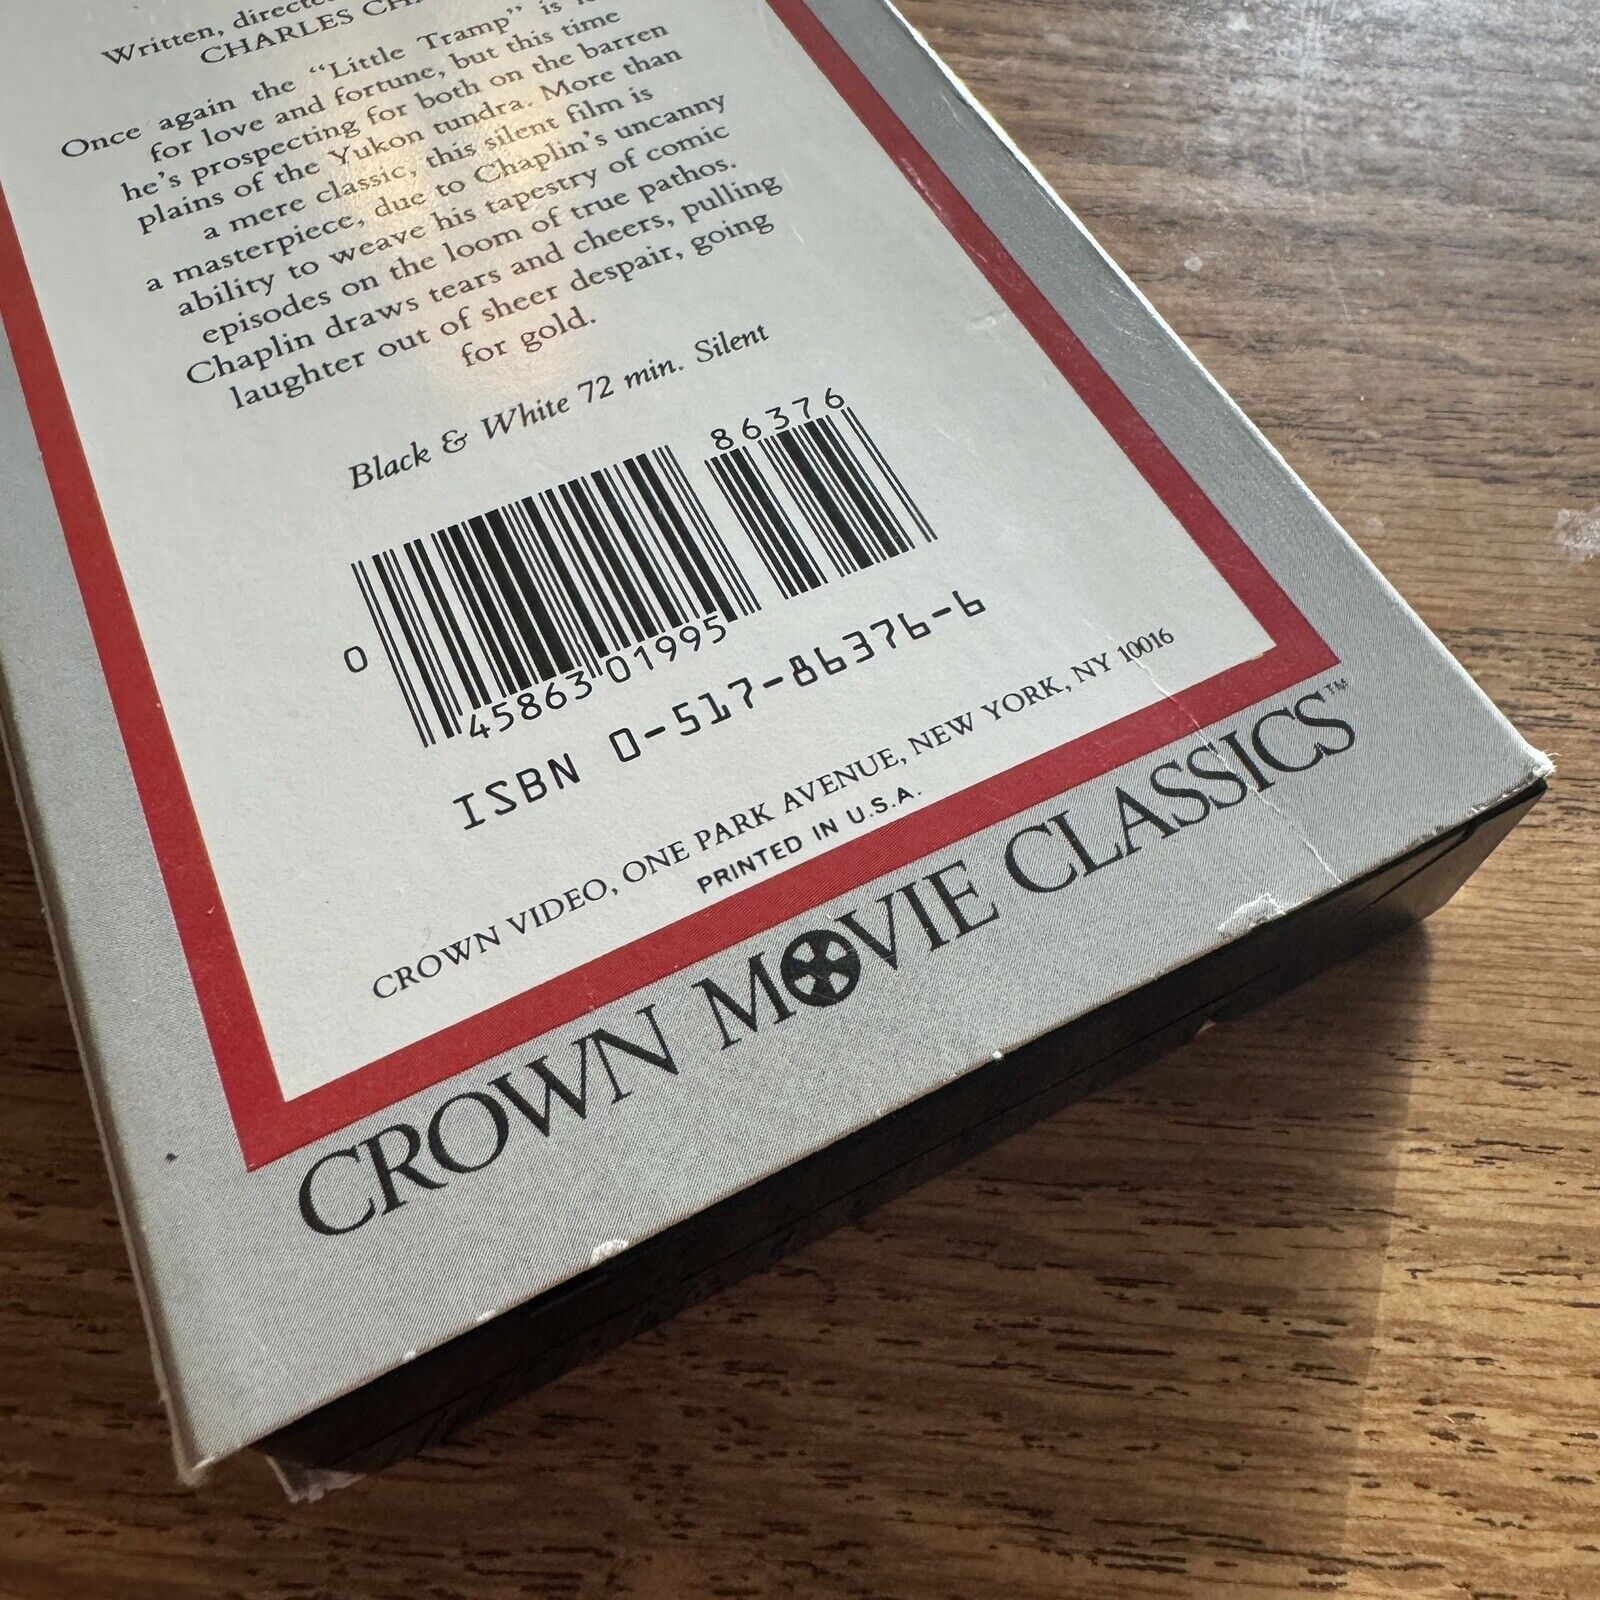 Written, directed
CHARLES
Once again the "Little Tramp" is
for love and fortune, but this time
he's prospecting for both on the barren
plains of the Yukon tundra. More than
a mere classic, this silent film is
a masterpiece, due to Chaplin's uncanny
ability to weave his tapestry of comic
episodes on the loom of true pathos.
Chaplin draws tears and cheers, pulling
laughter out of sheer despair, going
for gold.
Black & White 72 min. Silent
86376
0 45863 01995
ISBN 0-517-86376-6
CROWN VIDEO, ONE PARK AVENUE, NEW YORK, NY 10016
PRINTED IN U.S.A.
CROWN MOVIE CLASSICS™